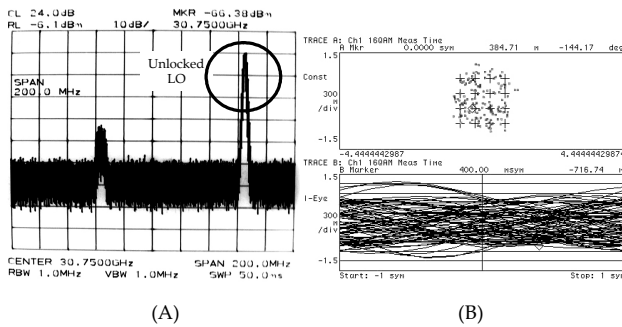 CL 24.0dB MKR -66.38dBm
RL -6.1dBm 10dB/ 30.7500GHz
Unlocked
LO
SPAN
200.0 MHz
CENTER 30.7500GHz SPAN 200.0MHz
RBW 1.0MHz VBW 1.0MHz SWP 50.0ms
(A)
TRACE A: Ch1 16QAM Meas Time
A Mkr 0.0000 sym 384.71 M -144.17 deg
1.5
Const
300
M
/div
-1.5
-4.4444442987 4.4444442987
TRACE B: Ch1 16QAM Meas Time
B Marker 400.00 msym -716.74 M
1.5
I-Eye
300
M
/div
-1.5
Start: -1 sym Stop: 1 sym
(B)